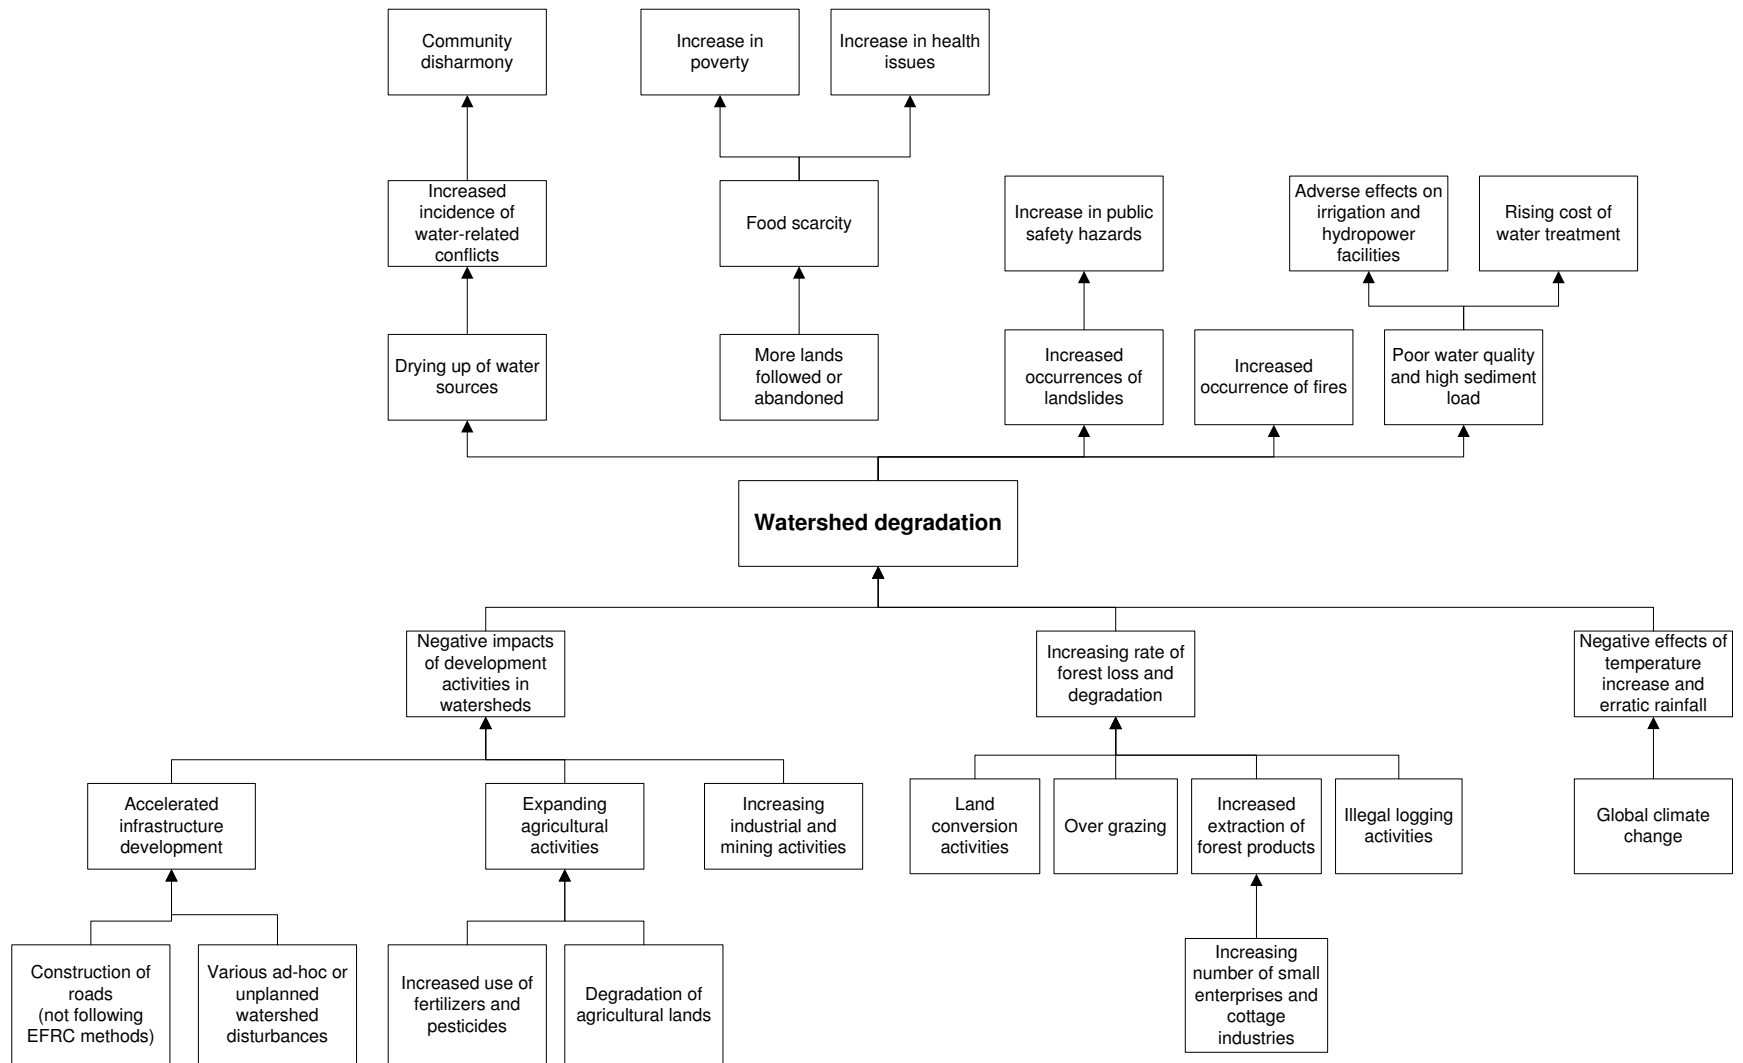 Community
disharmony
Increase in
poverty
Increase in health
issues
Increased
incidence of
water-related
conflicts
Food scarcity
Increase in public
safety hazards
Adverse effects on
irrigation and
hydropower
facilities
Rising cost of
water treatment
Drying up of water
sources
More lands
followed or
abandoned
Increased
occurrences of
landslides
Increased
occurrence of fires
Poor water quality
and high sediment
load
Watershed degradation
Negative impacts
of development
activities in
watersheds
Increasing rate of
forest loss and
degradation
Negative effects of
temperature
increase and
erratic rainfall
Accelerated
infrastructure
development
Expanding
agricultural
activities
Increasing
industrial and
mining activities
Land
conversion
activities
Over grazing
Increased
extraction of
forest products
Illegal logging
activities
Global climate
change
Construction of
roads
(not following
EFRC methods)
Various ad-hoc or
unplanned
watershed
disturbances
Increased use of
fertilizers and
pesticides
Degradation of
agricultural lands
Increasing
number of small
enterprises and
cottage
industries